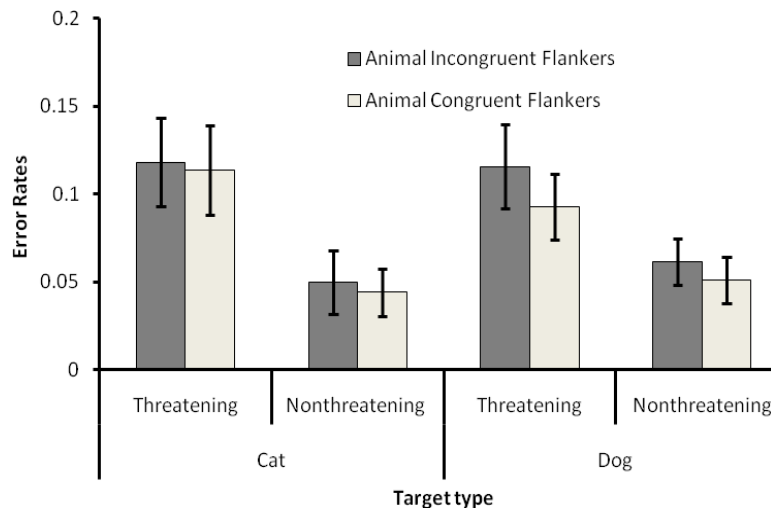 0.2
Animal Incongruent Flankers
Animal Congruent Flankers
0.15
0.1
0.05
0
Error Rates
Threatening Nonthreatening Threatening Nonthreatening
Cat Dog
Target type